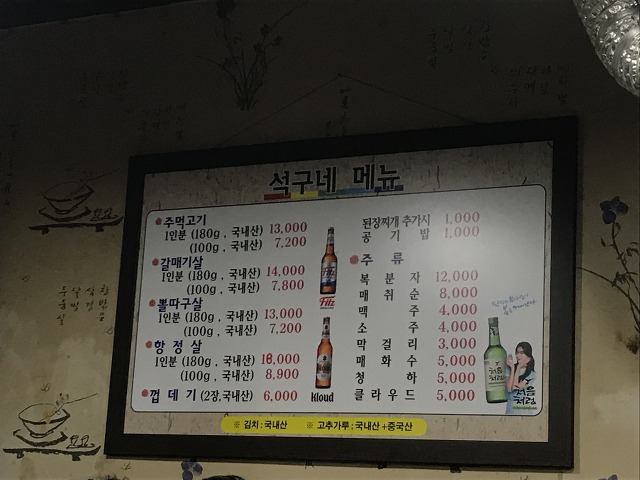 석구네 메뉴
주먹고기
1인분 (180g , 국내산) 13,000
(100g , 국내산) 7,200
갈매기살
1인분 (180g , 국내산) 14,000
(100g , 국내산) 7,800
뽈따구살
1인분 (180g , 국내산) 13,000
(100g , 국내산) 7,200
항정살
1인분 (180g , 국내산) 16,000
(100g , 국내산) 8,900
껍데기 (2장,국내산) 6,000
Fitz
Kloud
된장찌개 추가시 1,000
공기밥 1,000
주류
복분자 12,000
매취순 8,000
맥주 4,000
소주 4,000
막걸리 3,000
매화수 5,000
청하 5,000
클라우드 5,000
처음처럼
※ 김치 : 국내산 ※ 고추가루 : 국내산+중국산